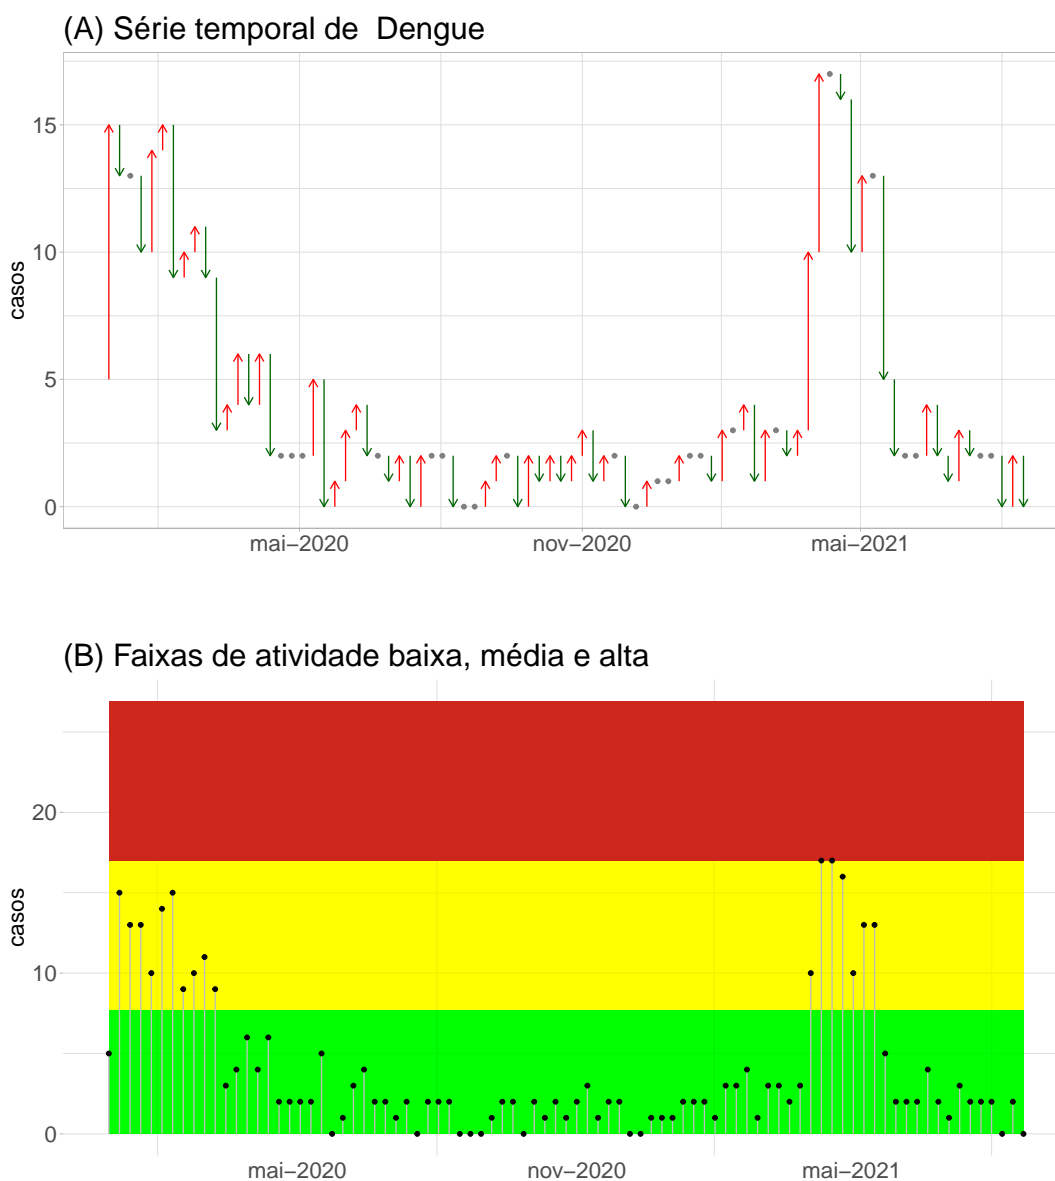 (A) Série temporal de  Dengue
casos
15
10
5
0
mai−2020
nov−2020
mai−2021
(B) Faixas de atividade baixa, média e alta
casos
20
10
0
mai−2020
nov−2020
mai−2021